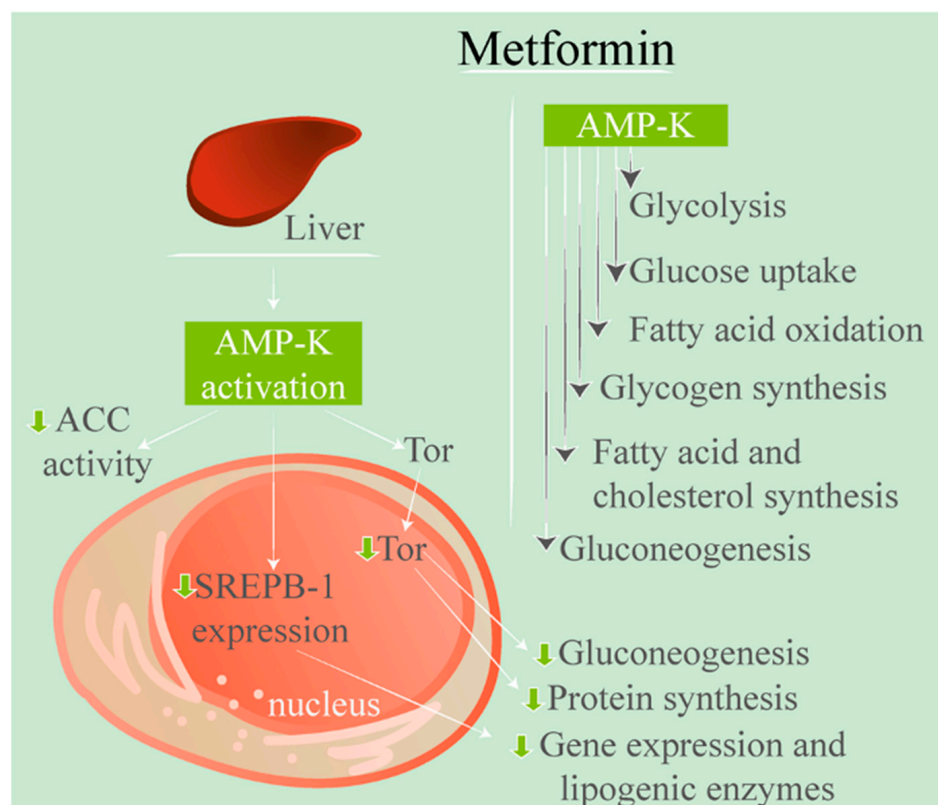 Metformin
Liver
AMP-K
activation
ACC
activity
Tor
Tor
SREPB-1
expression
nucleus
Gluconeogenesis
Protein synthesis
Gene expression and
lipogenic enzymes
AMP-K
Glycolysis
Glucose uptake
Fatty acid oxidation
Glycogen synthesis
Fatty acid and
cholesterol synthesis
Gluconeogenesis